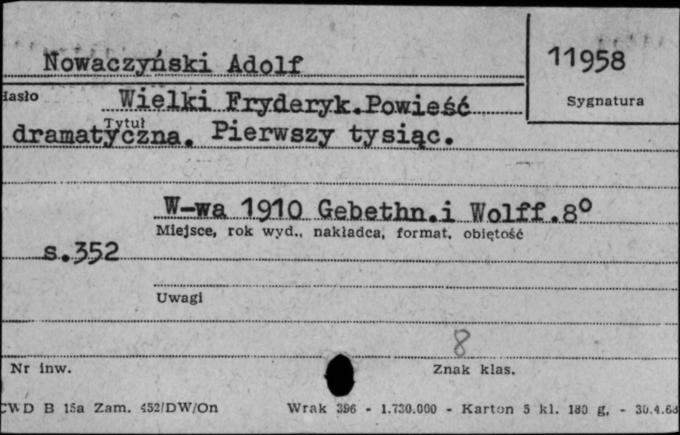 Nowaczyński Adolf
11958
Hasło
Wielki Fryderyk.Powieść
Sygnatura
Tytuł
dramatyczna. Pierwszy tysiąc.
W-wa 1910 Gebethn.i Wolff.8°
Miejsce, rok wyd., nakładca, format, objętość
s.352
Uwagi
8
Nr inw.
Znak klas.
CWD B 15a Zam. 452/DW/On
Wrak 396 - 1.730.000 - Karton 5 kl. 180 g, - 30.4.68